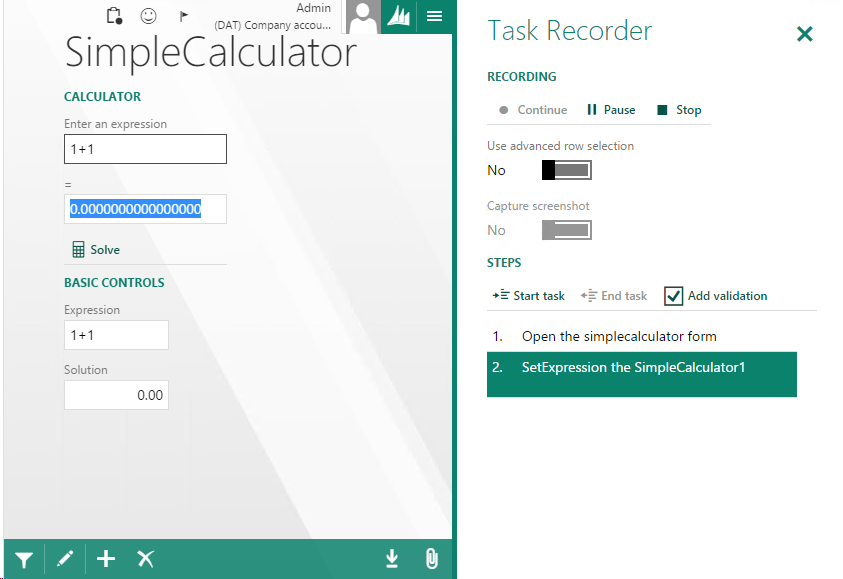 Admin
(DAT) Company accou...
SimpleCalculator
CALCULATOR
Enter an expression
1+1
=
0.0000000000000000
Solve
BASIC CONTROLS
Expression
1+1
Solution
0.00
Task Recorder
RECORDING
Continue Pause Stop
Use advanced row selection
No
Capture screenshot
No
STEPS
Start task End task Add validation
1. Open the simplecalculator form
2. SetExpression the SimpleCalculator1